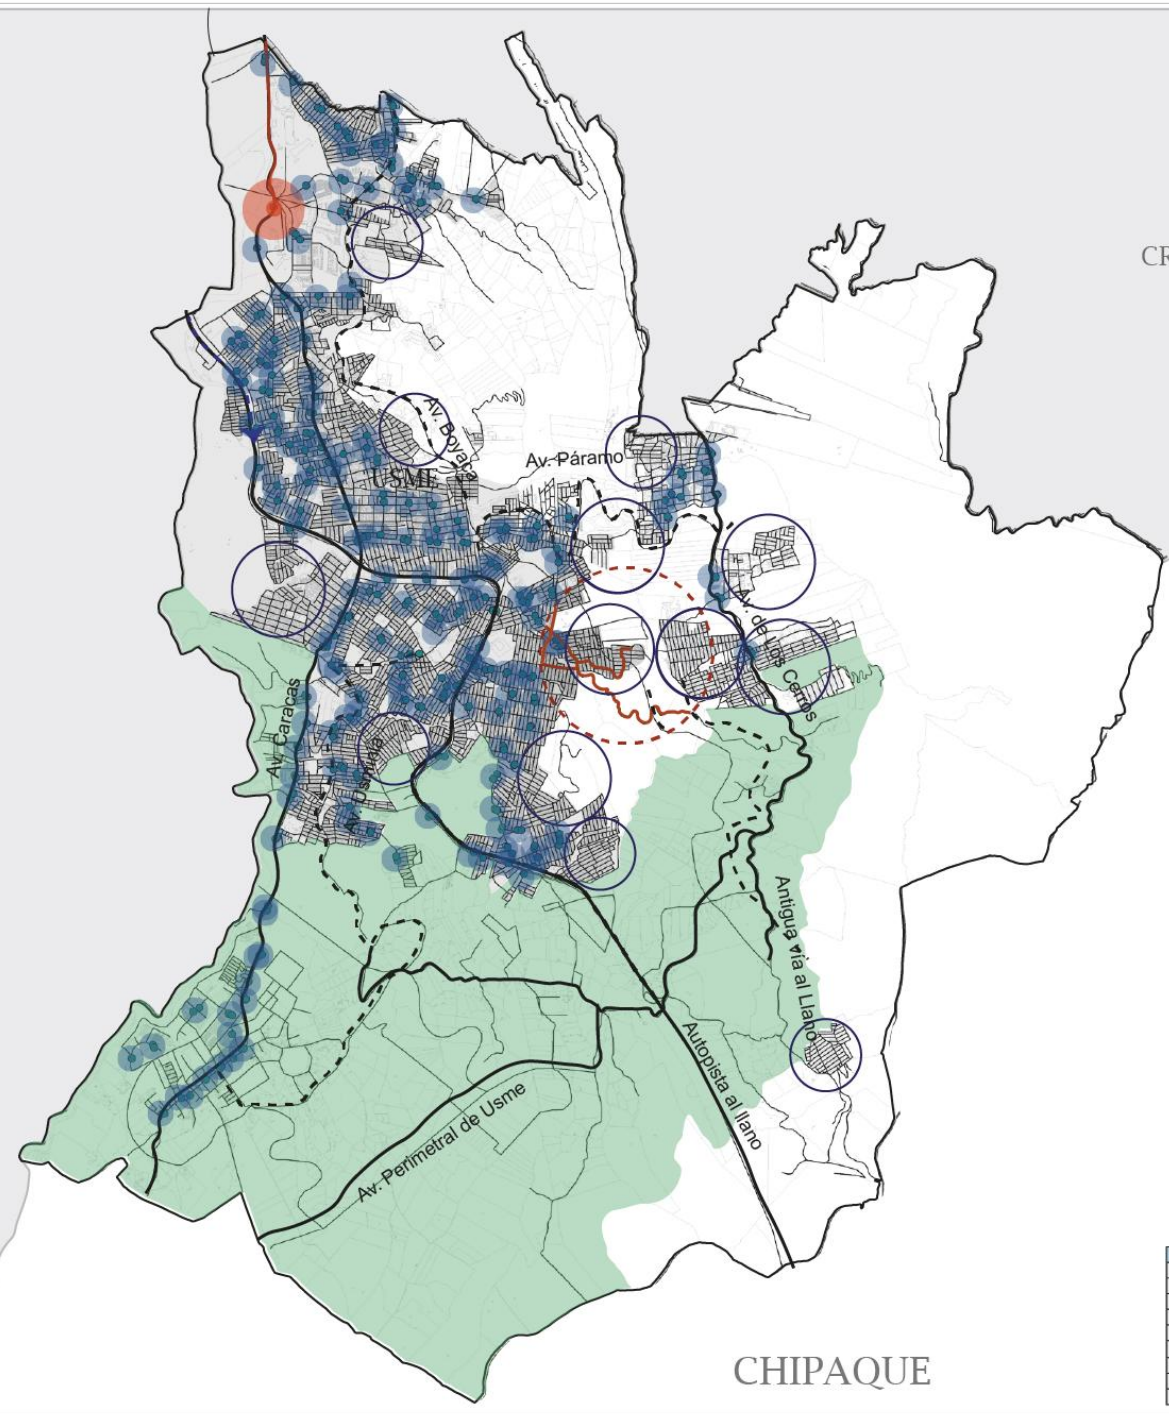 CR
Av. Boyacá
USME
Av. Páramo
Av. de Los Cerros
Av. Caracas
Av. Usminia
Antigua vía al Llano
Autopista al llano
Av. Perimetral de Usme
CHIPAQUE